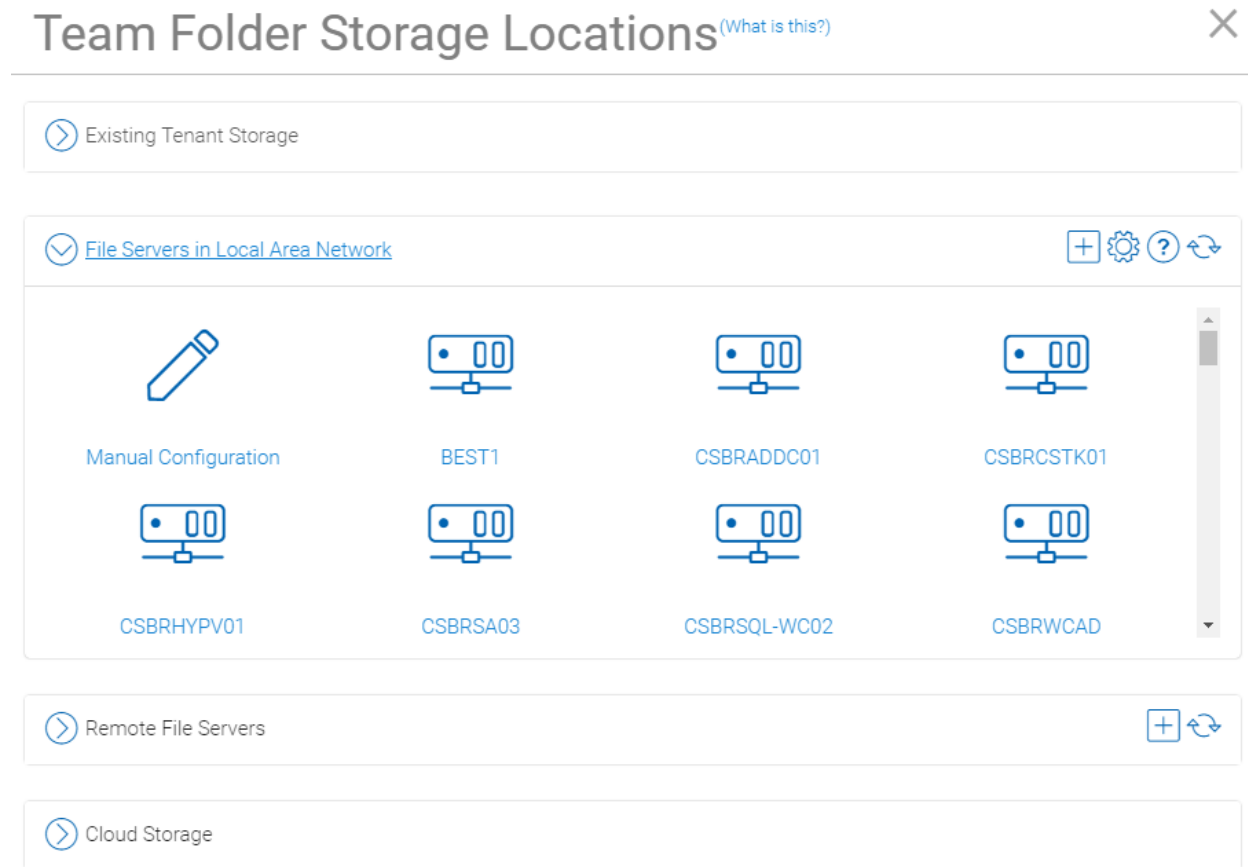 Team Folder Storage Locations(What is this?)
Existing Tenant Storage
File Servers in Local Area Network
Manual Configuration BEST1 CSBRADDC01 CSBRCSTK01
CSBRHYPV01 CSBRSA03 CSBRSQL-WC02 CSBRWCAD
Remote File Servers
Cloud Storage